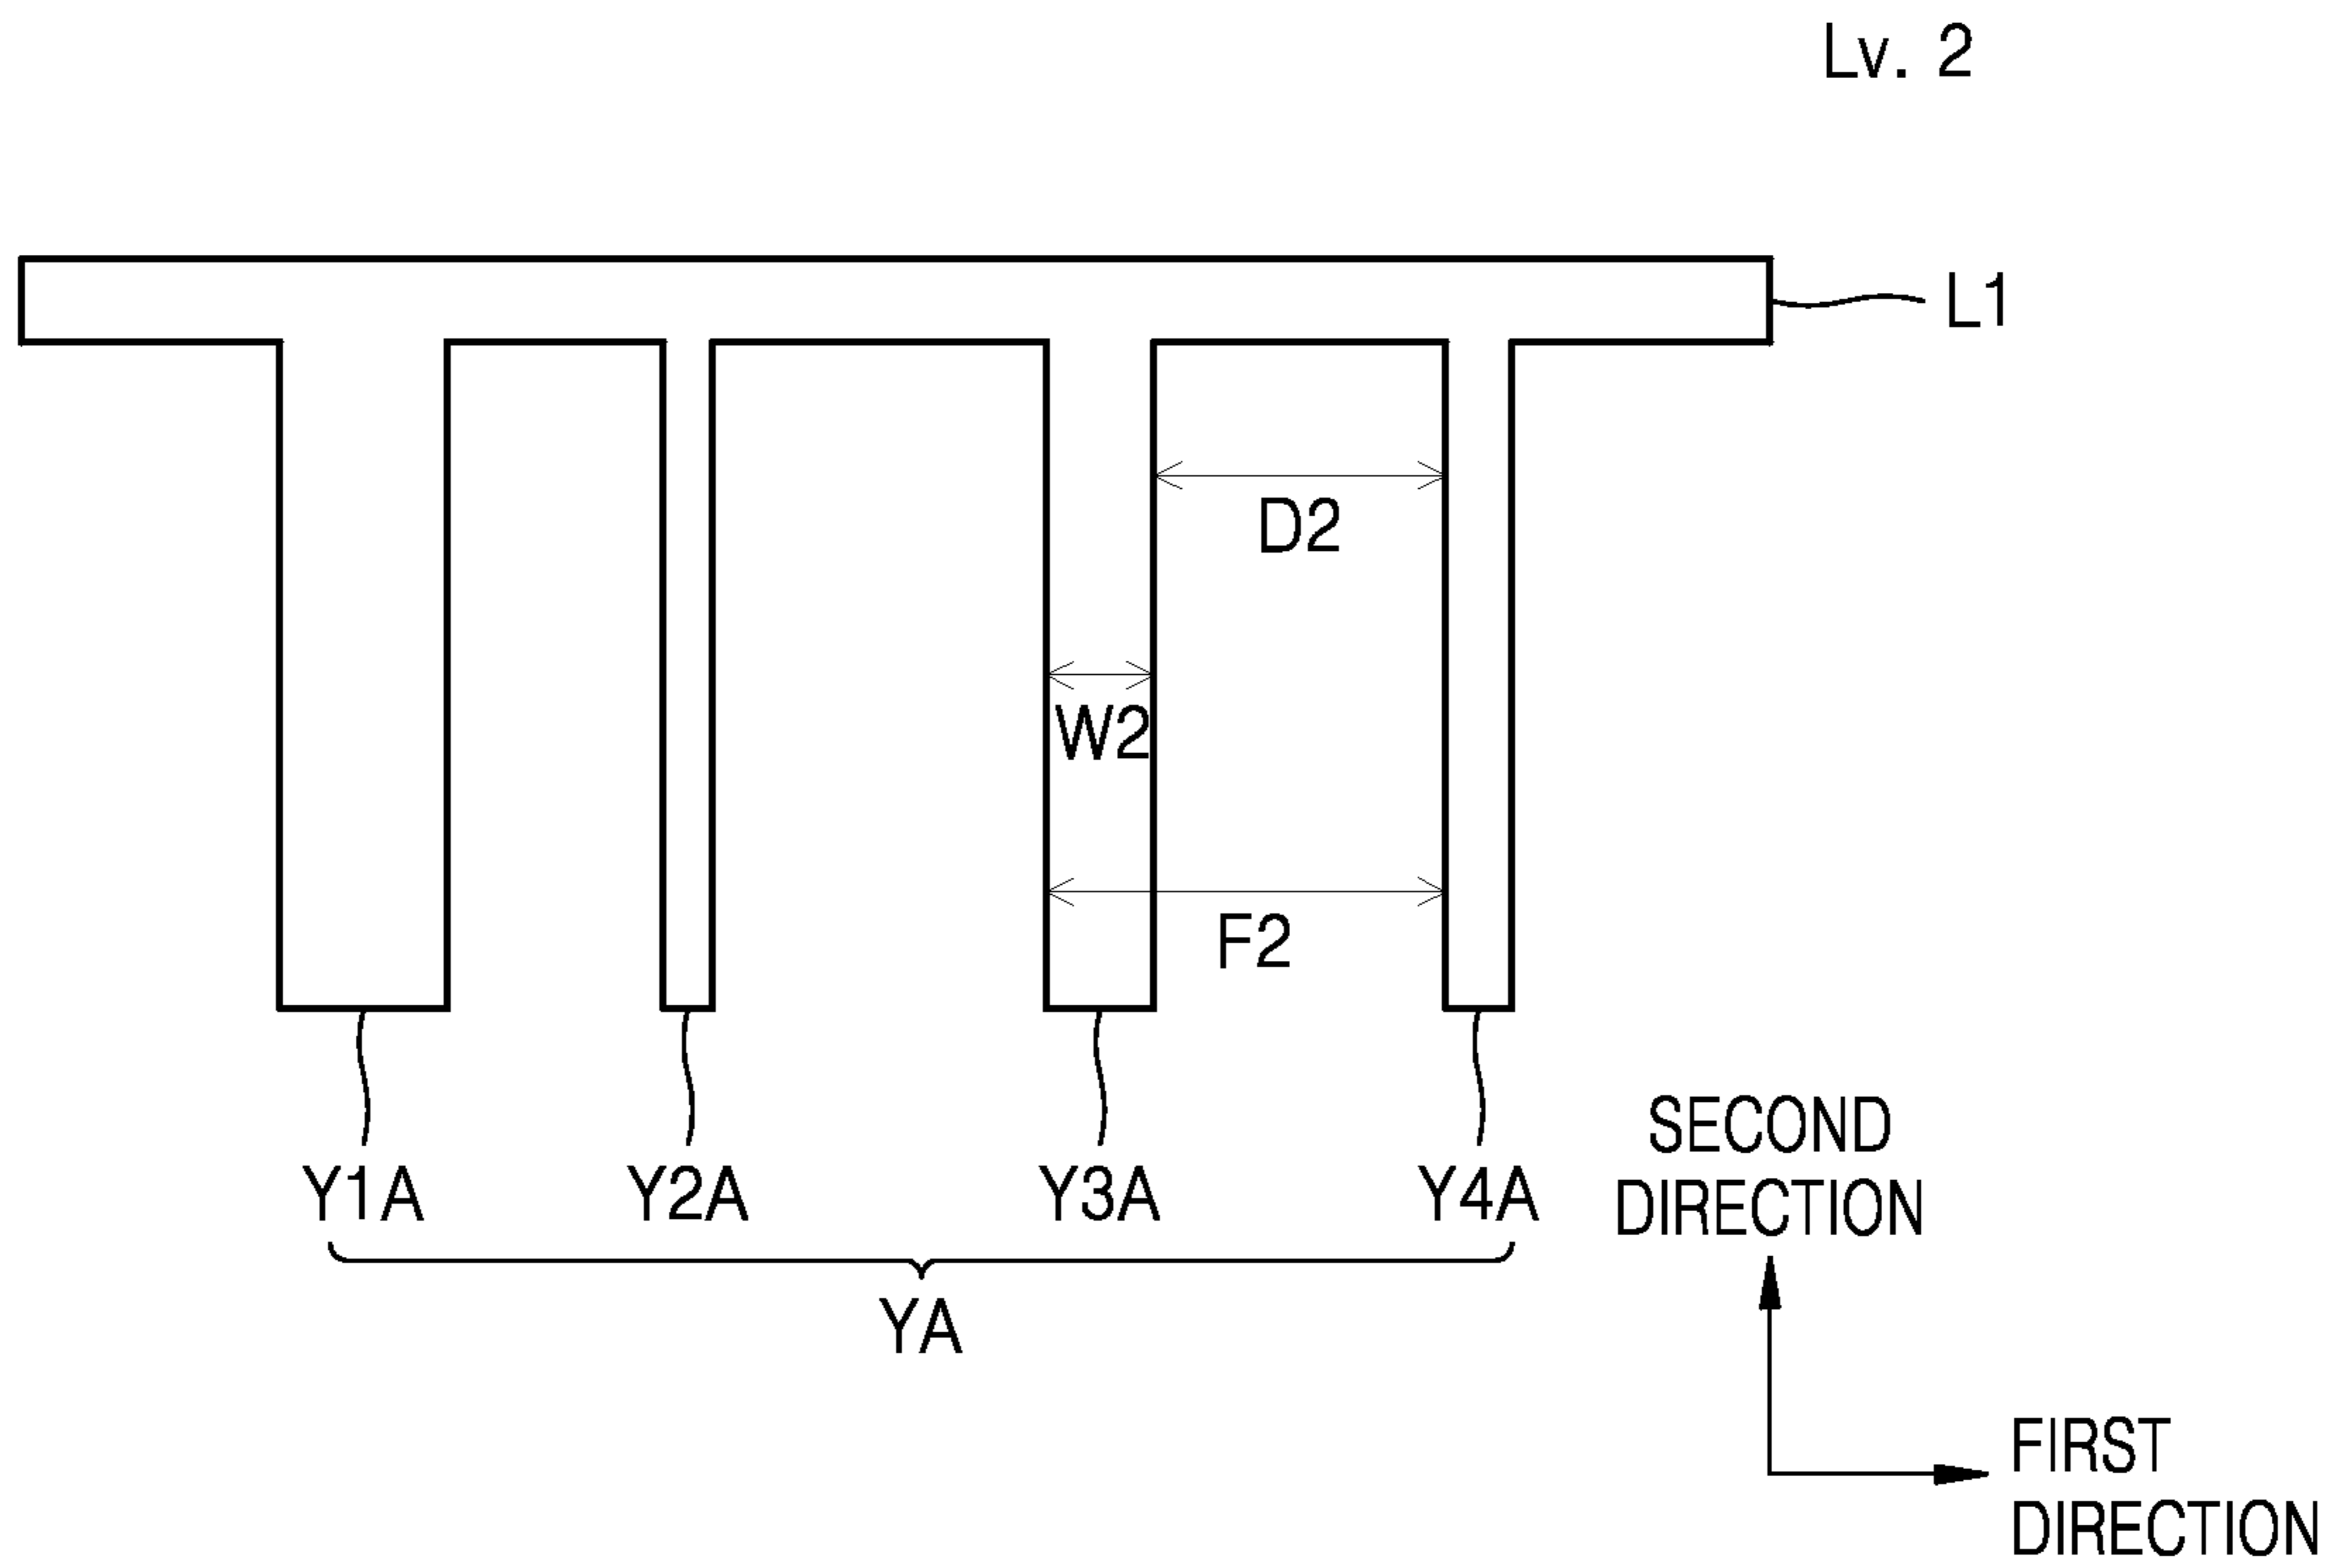 Lv. 2
L1
D2
W2
F2
Y1A
Y2A
Y3A
Y4A
YA
SECOND
DIRECTION
FIRST
DIRECTION